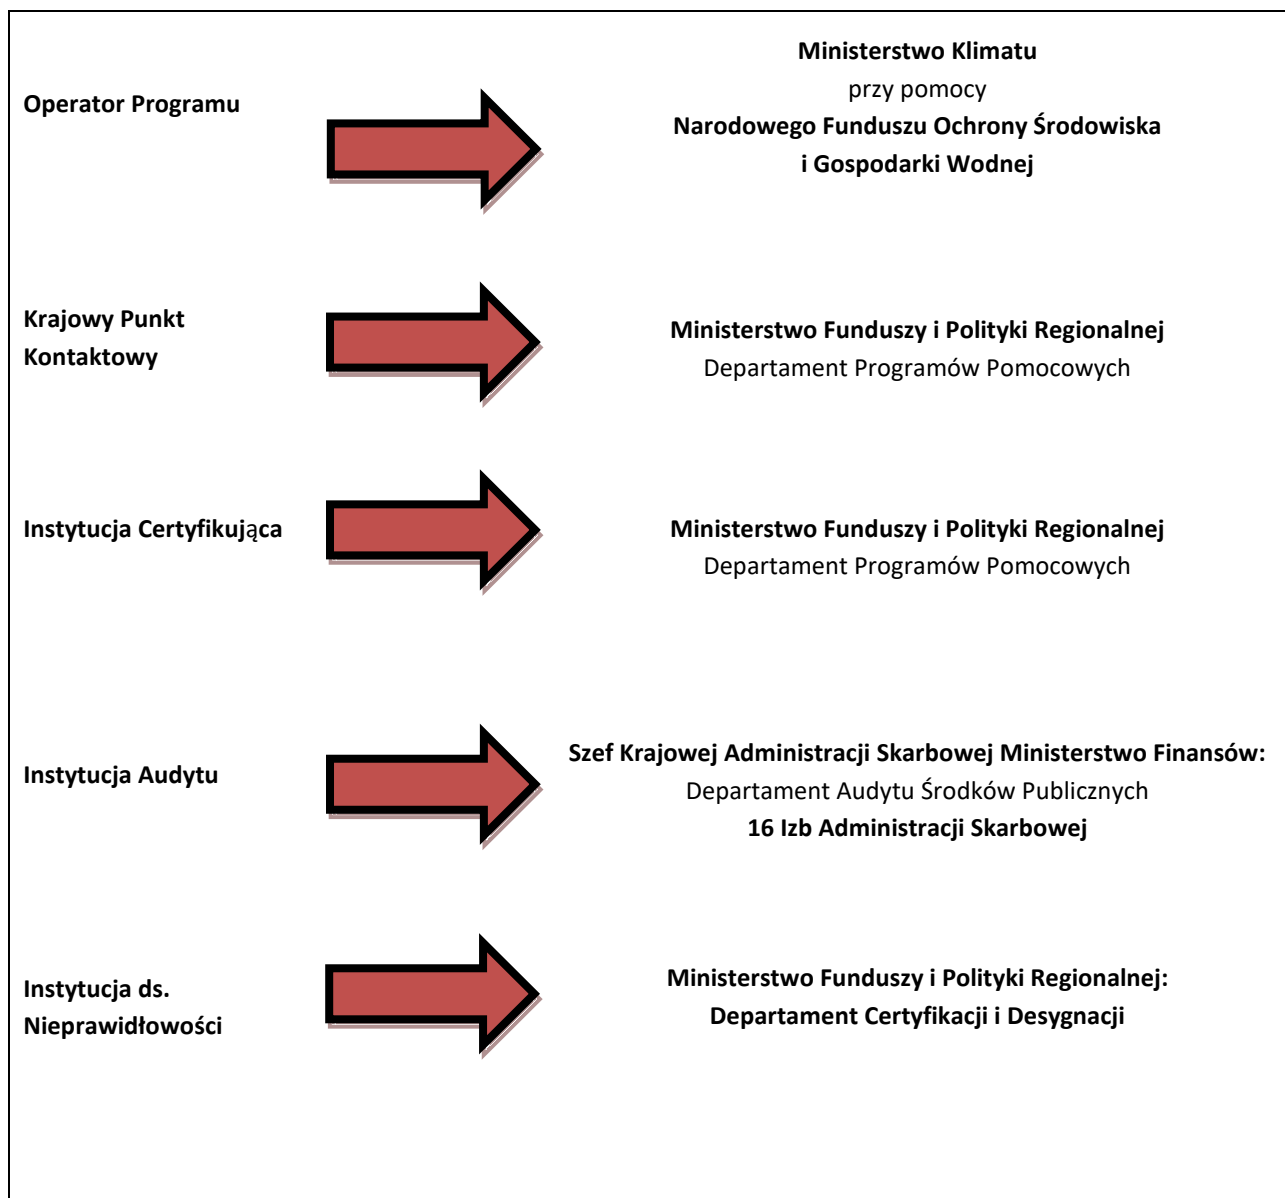 Operator Programu
Ministerstwo Klimatu
przy pomocy
Narodowego Funduszu Ochrony Środowiska
i Gospodarki Wodnej
Krajowy Punkt
Kontaktowy
Ministerstwo Funduszy i Polityki Regionalnej
Departament Programów Pomocowych
Instytucja Certyfikująca
Ministerstwo Funduszy i Polityki Regionalnej
Departament Programów Pomocowych
Instytucja Audytu
Szef Krajowej Administracji Skarbowej Ministerstwo Finansów:
Departament Audytu Środków Publicznych
16 Izb Administracji Skarbowej
Instytucja ds.
Nieprawidłowości
Ministerstwo Funduszy i Polityki Regionalnej:
Departament Certyfikacji i Desygnacji